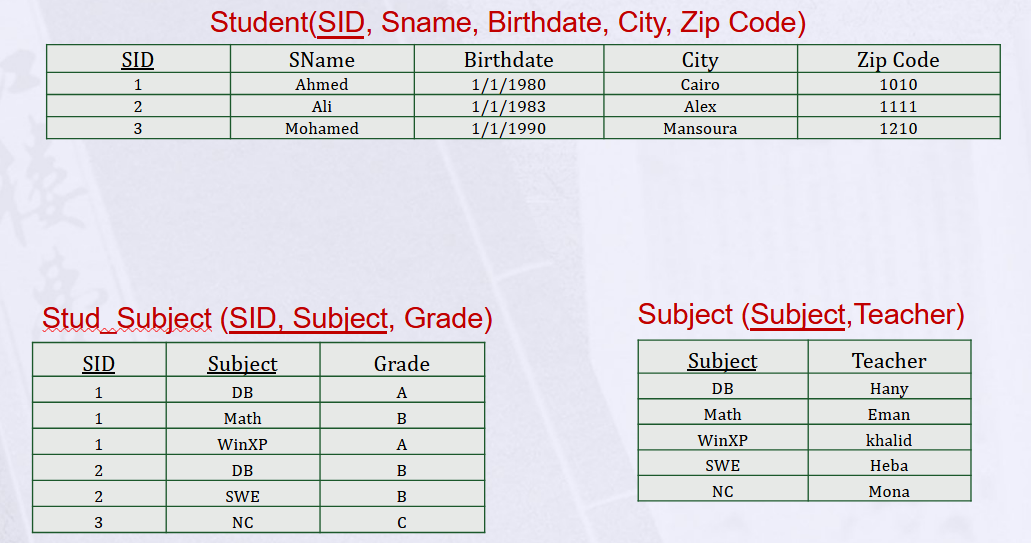 Student(SID, Sname, Birthdate, City, Zip Code)
SID SName Birthdate City Zip Code
1 Ahmed 1/1/1980 Cairo 1010
2 Ali 1/1/1983 Alex 1111
3 Mohamed 1/1/1990 Mansoura 1210
Stud_Subject (SID, Subject, Grade)
SID Subject Grade
1 DB A
1 Math B
1 WinXP A
2 DB B
2 SWE B
3 NC C
Subject (Subject,Teacher)
Subject Teacher
DB Hany
Math Eman
WinXP khalid
SWE Heba
NC Mona